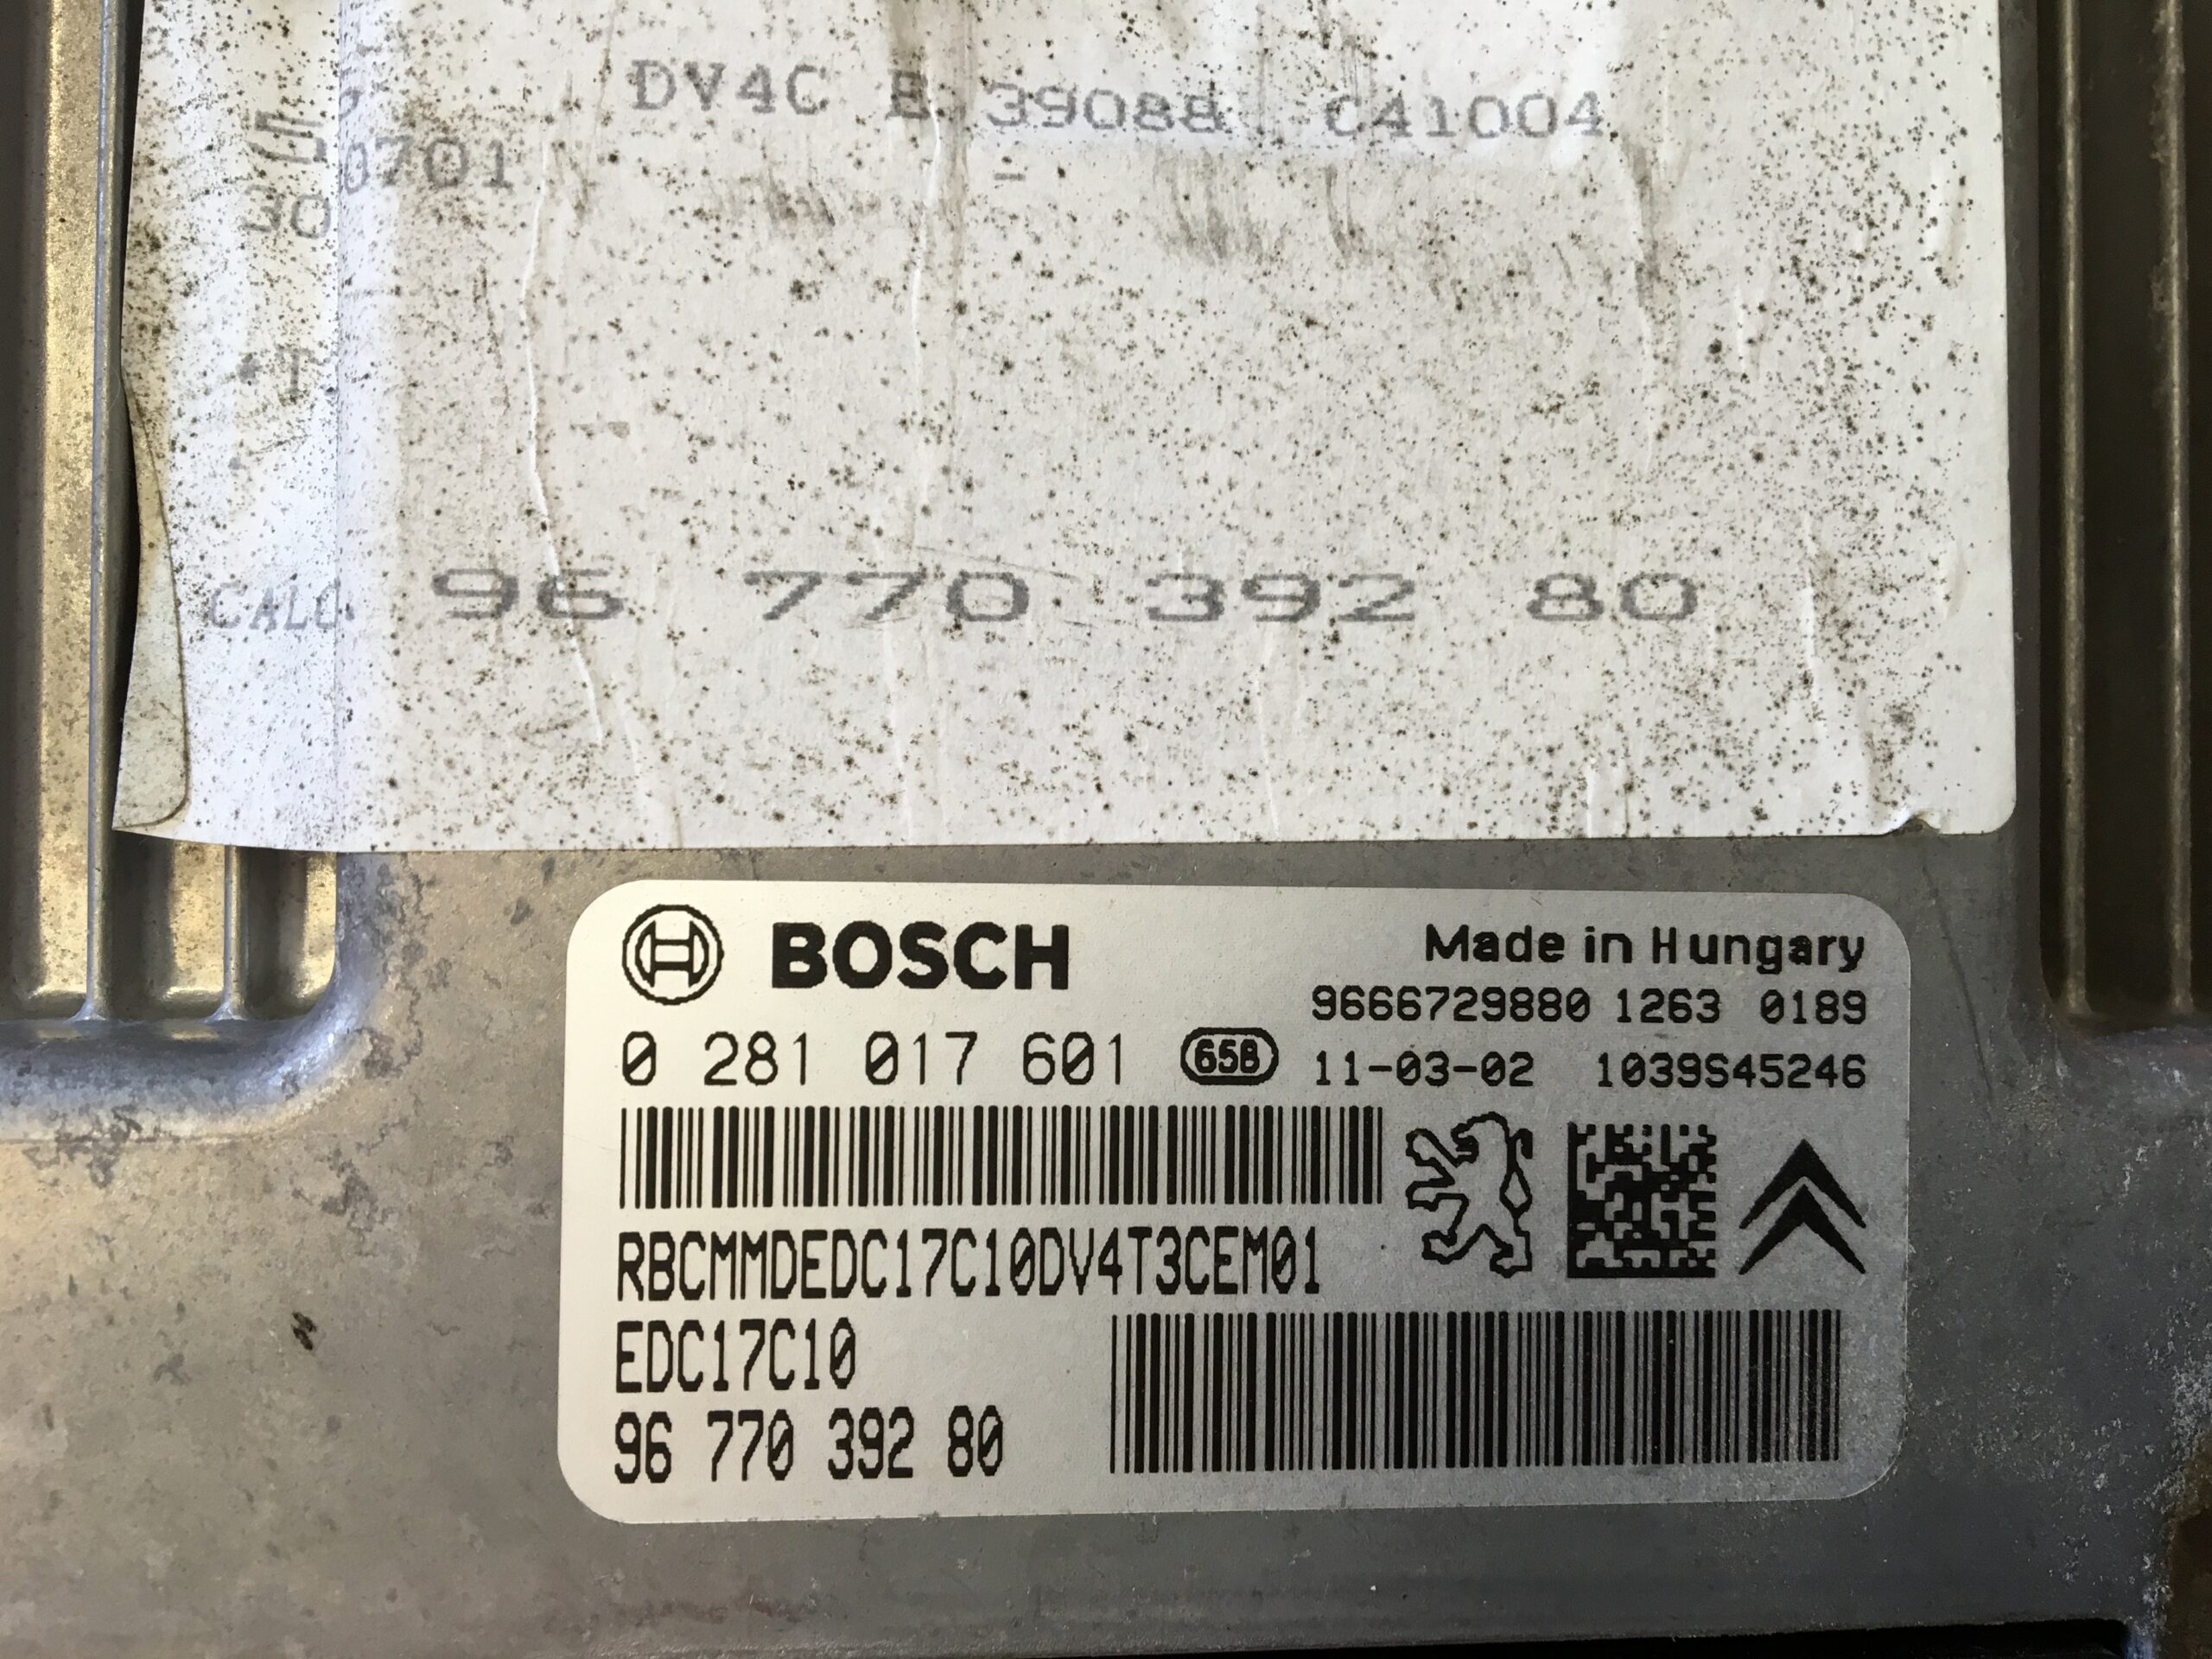 DV4C E 39088 C41004
0701
30
CALC 96 770 392 80
BOSCH
Made in Hungary
9666729880 1263 0189
0 281 017 601 65B 11-03-02 1039S45246
RBCMMDEDC17C10DV4T3CEM01
EDC17C10
96 770 392 80